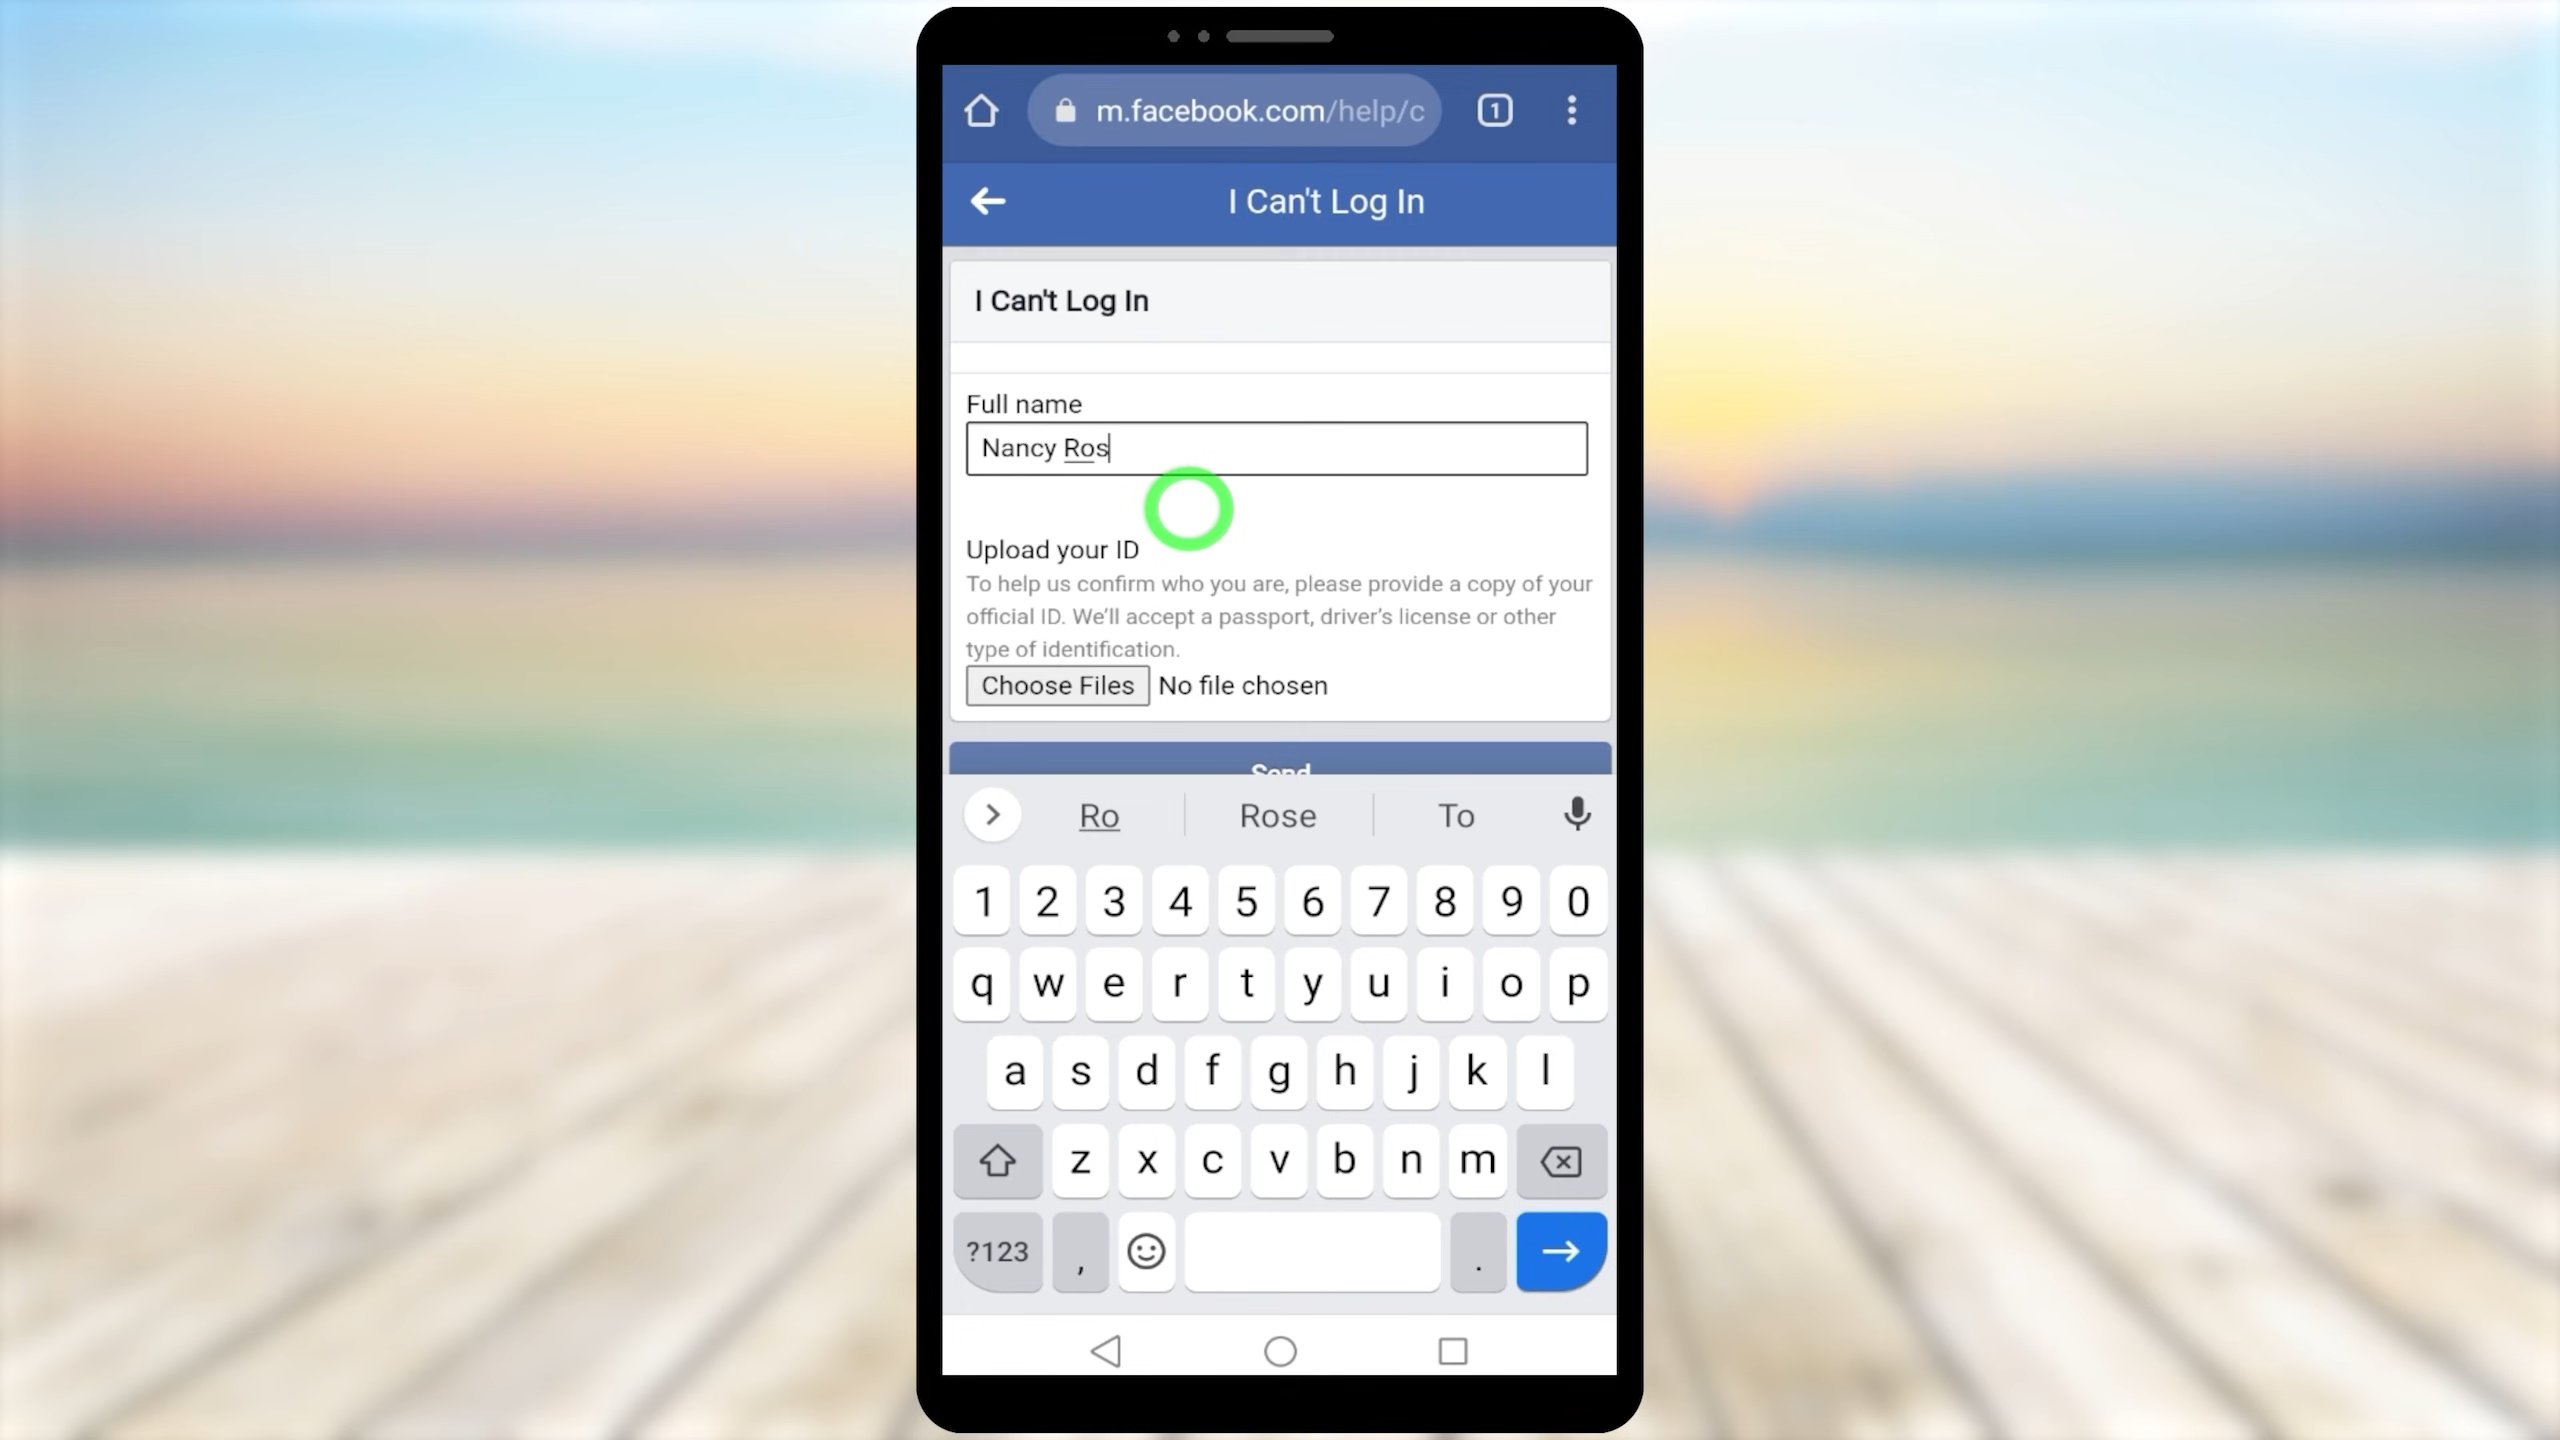 m.facebook.com/help/c
1
I Can't Log In
I Can't Log In
Full name
Nancy Ros
Upload your ID
To help us confirm who you are, please provide a copy of your
official ID. We’ll accept a passport, driver’s license or other
type of identification.
Choose Files No file chosen
Send
Ro Rose To
1 2 3 4 5 6 7 8 9 0
q w e r t y u i o p
a s d f g h j k l
z x c v b n m
?123 , .